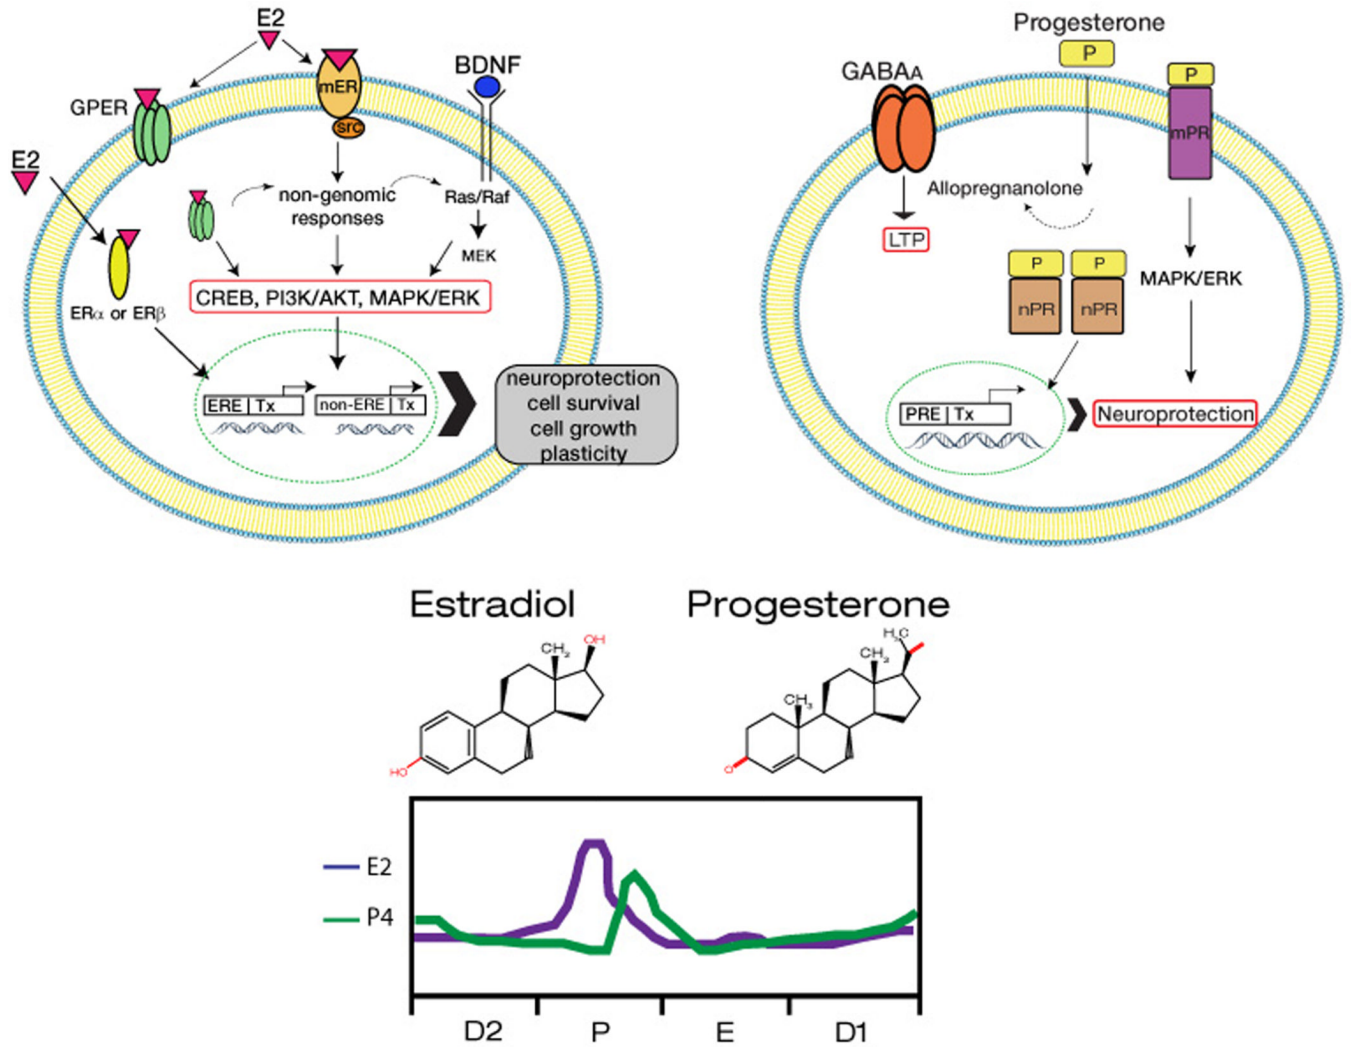 E2
mER
src
BDNF
GPER
E2
non-genomic
responses
Ras/Raf
MEK
CREB, PI3K/AKT, MAPK/ERK
ERα or ERβ
ERE | Tx
non-ERE | Tx
neuroprotection
cell survival
cell growth
plasticity
Progesterone
P
GABAA
P
mPR
Allopregnanolone
LTP
P
P
nPR
nPR
MAPK/ERK
PRE | Tx
Neuroprotection
Estradiol
CH3
OH
HO
Progesterone
H3C
CH3
CH3
O
E2
P4
D2
P
E
D1